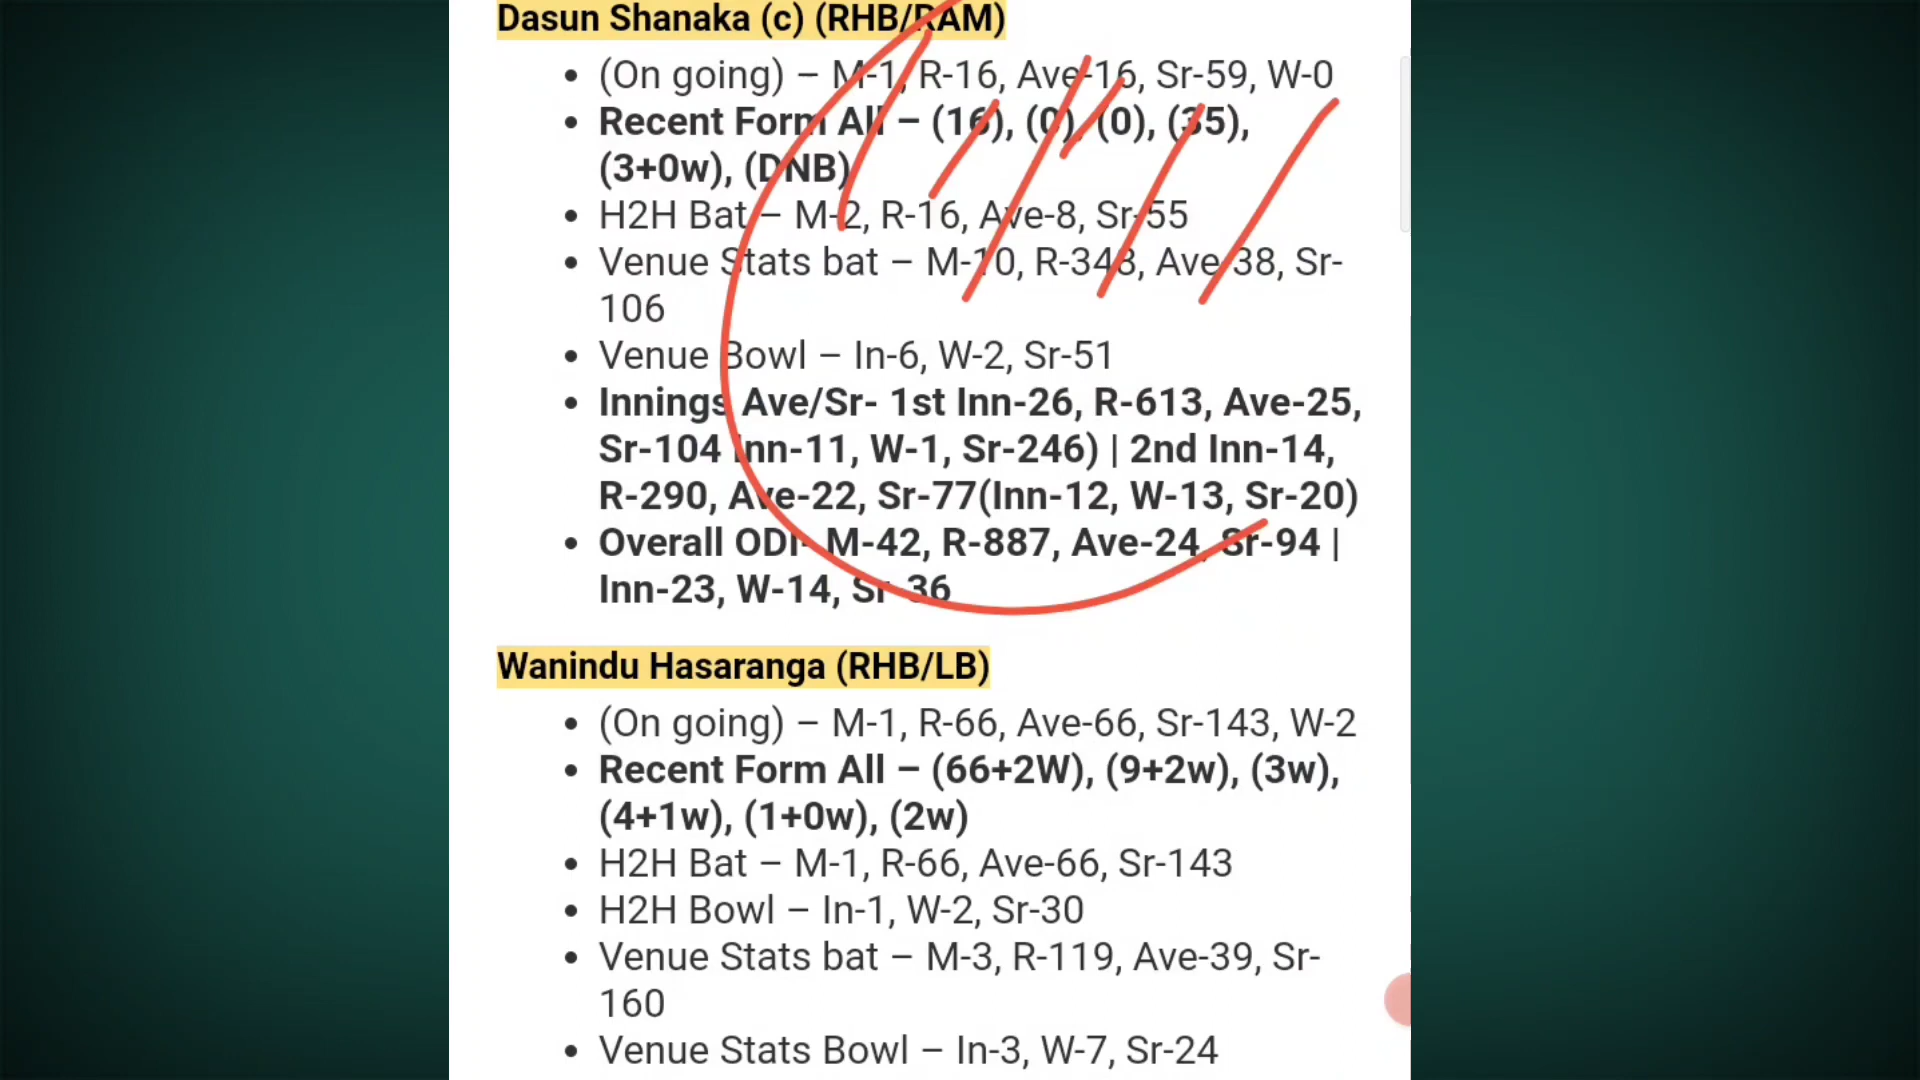 Dasun Shanaka (c) (RHB/RAM)
(On going) – M-1, R-16, Ave-16, Sr-59, W-0
Recent Form All – (16), (0), (0), (35),
(3+0w), (DNB)
H2H Bat – M-2, R-16, Ave-8, Sr-55
Venue Stats bat – M-10, R-348, Ave-38, Sr-
106
Venue Bowl – In-6, W-2, Sr-51
Innings Ave/Sr- 1st Inn-26, R-613, Ave-25,
Sr-104 Inn-11, W-1, Sr-246) | 2nd Inn-14,
R-290, Ave-22, Sr-77(Inn-12, W-13, Sr-20)
Overall ODI- M-42, R-887, Ave-24, Sr-94 |
Inn-23, W-14, Sr-36
Wanindu Hasaranga (RHB/LB)
(On going) – M-1, R-66, Ave-66, Sr-143, W-2
Recent Form All – (66+2W), (9+2w), (3w),
(4+1w), (1+0w), (2w)
H2H Bat – M-1, R-66, Ave-66, Sr-143
H2H Bowl – In-1, W-2, Sr-30
Venue Stats bat – M-3, R-119, Ave-39, Sr-
160
Venue Stats Bowl – In-3, W-7, Sr-24